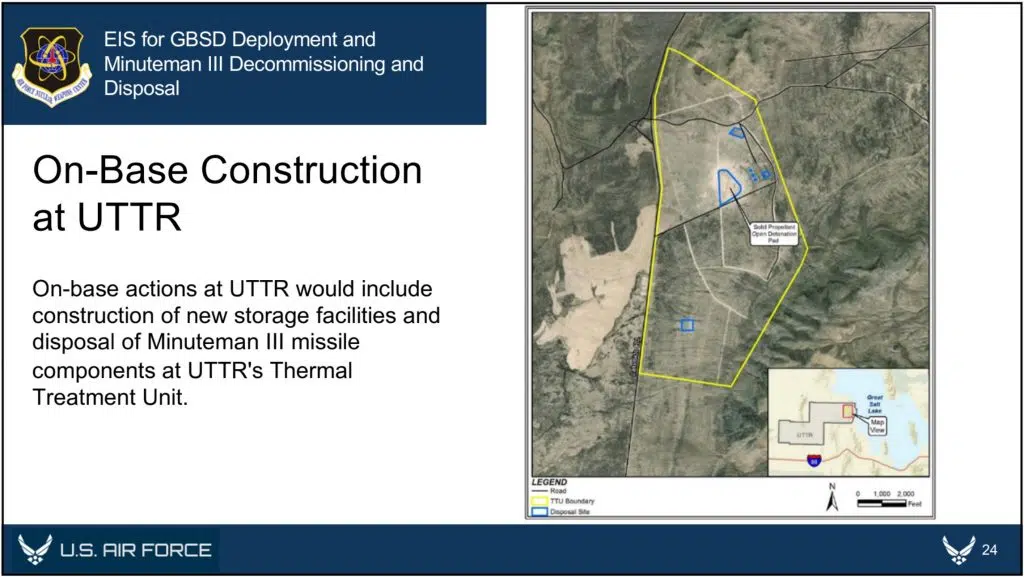 EIS for GBSD Deployment and
Minuteman III Decommissioning and
Disposal
AIR FORCE NUCLEAR WEAPONS CENTER
On-Base Construction
at UTTR
On-base actions at UTTR would include
construction of new storage facilities and
disposal of Minuteman III missile
components at UTTR's Thermal
Treatment Unit.
Solid Propellant
Open Detonation
Pad
Great
Salt
Lake
Map
View
UTTR
80
LEGEND
Road
TTU Boundary
Disposal Site
N
0 1,000 2,000
Feet
U.S. AIR FORCE
24